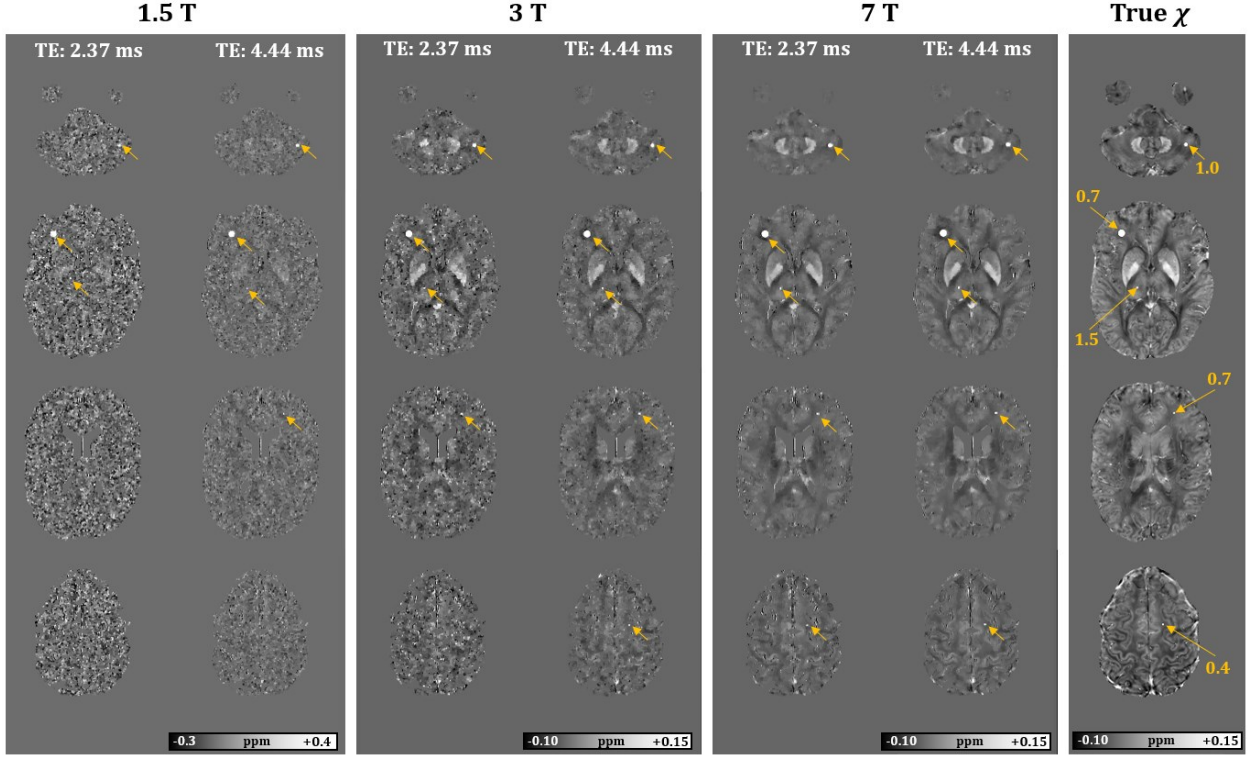 1.5 T 3 T 7 T True χ
TE: 2.37 ms TE: 4.44 ms TE: 2.37 ms TE: 4.44 ms TE: 2.37 ms TE: 4.44 ms
1.0
0.7
1.5
0.7
0.4
-0.3 ppm +0.4 -0.10 ppm +0.15 -0.10 ppm +0.15 -0.10 ppm +0.15